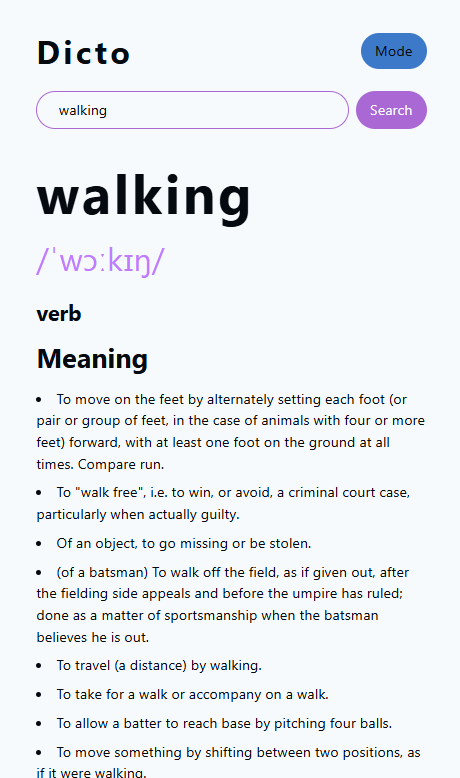 Dicto
Mode
walking
Search
walking
/ˈwɔːkɪŋ/
verb
Meaning
• To move on the feet by alternately setting each foot (or
pair or group of feet, in the case of animals with four or more
feet) forward, with at least one foot on the ground at all
times. Compare run.
• To "walk free", i.e. to win, or avoid, a criminal court case,
particularly when actually guilty.
• Of an object, to go missing or be stolen.
• (of a batsman) To walk off the field, as if given out, after
the fielding side appeals and before the umpire has ruled;
done as a matter of sportsmanship when the batsman
believes he is out.
• To travel (a distance) by walking.
• To take for a walk or accompany on a walk.
• To allow a batter to reach base by pitching four balls.
• To move something by shifting between two positions, as
if it were walking.